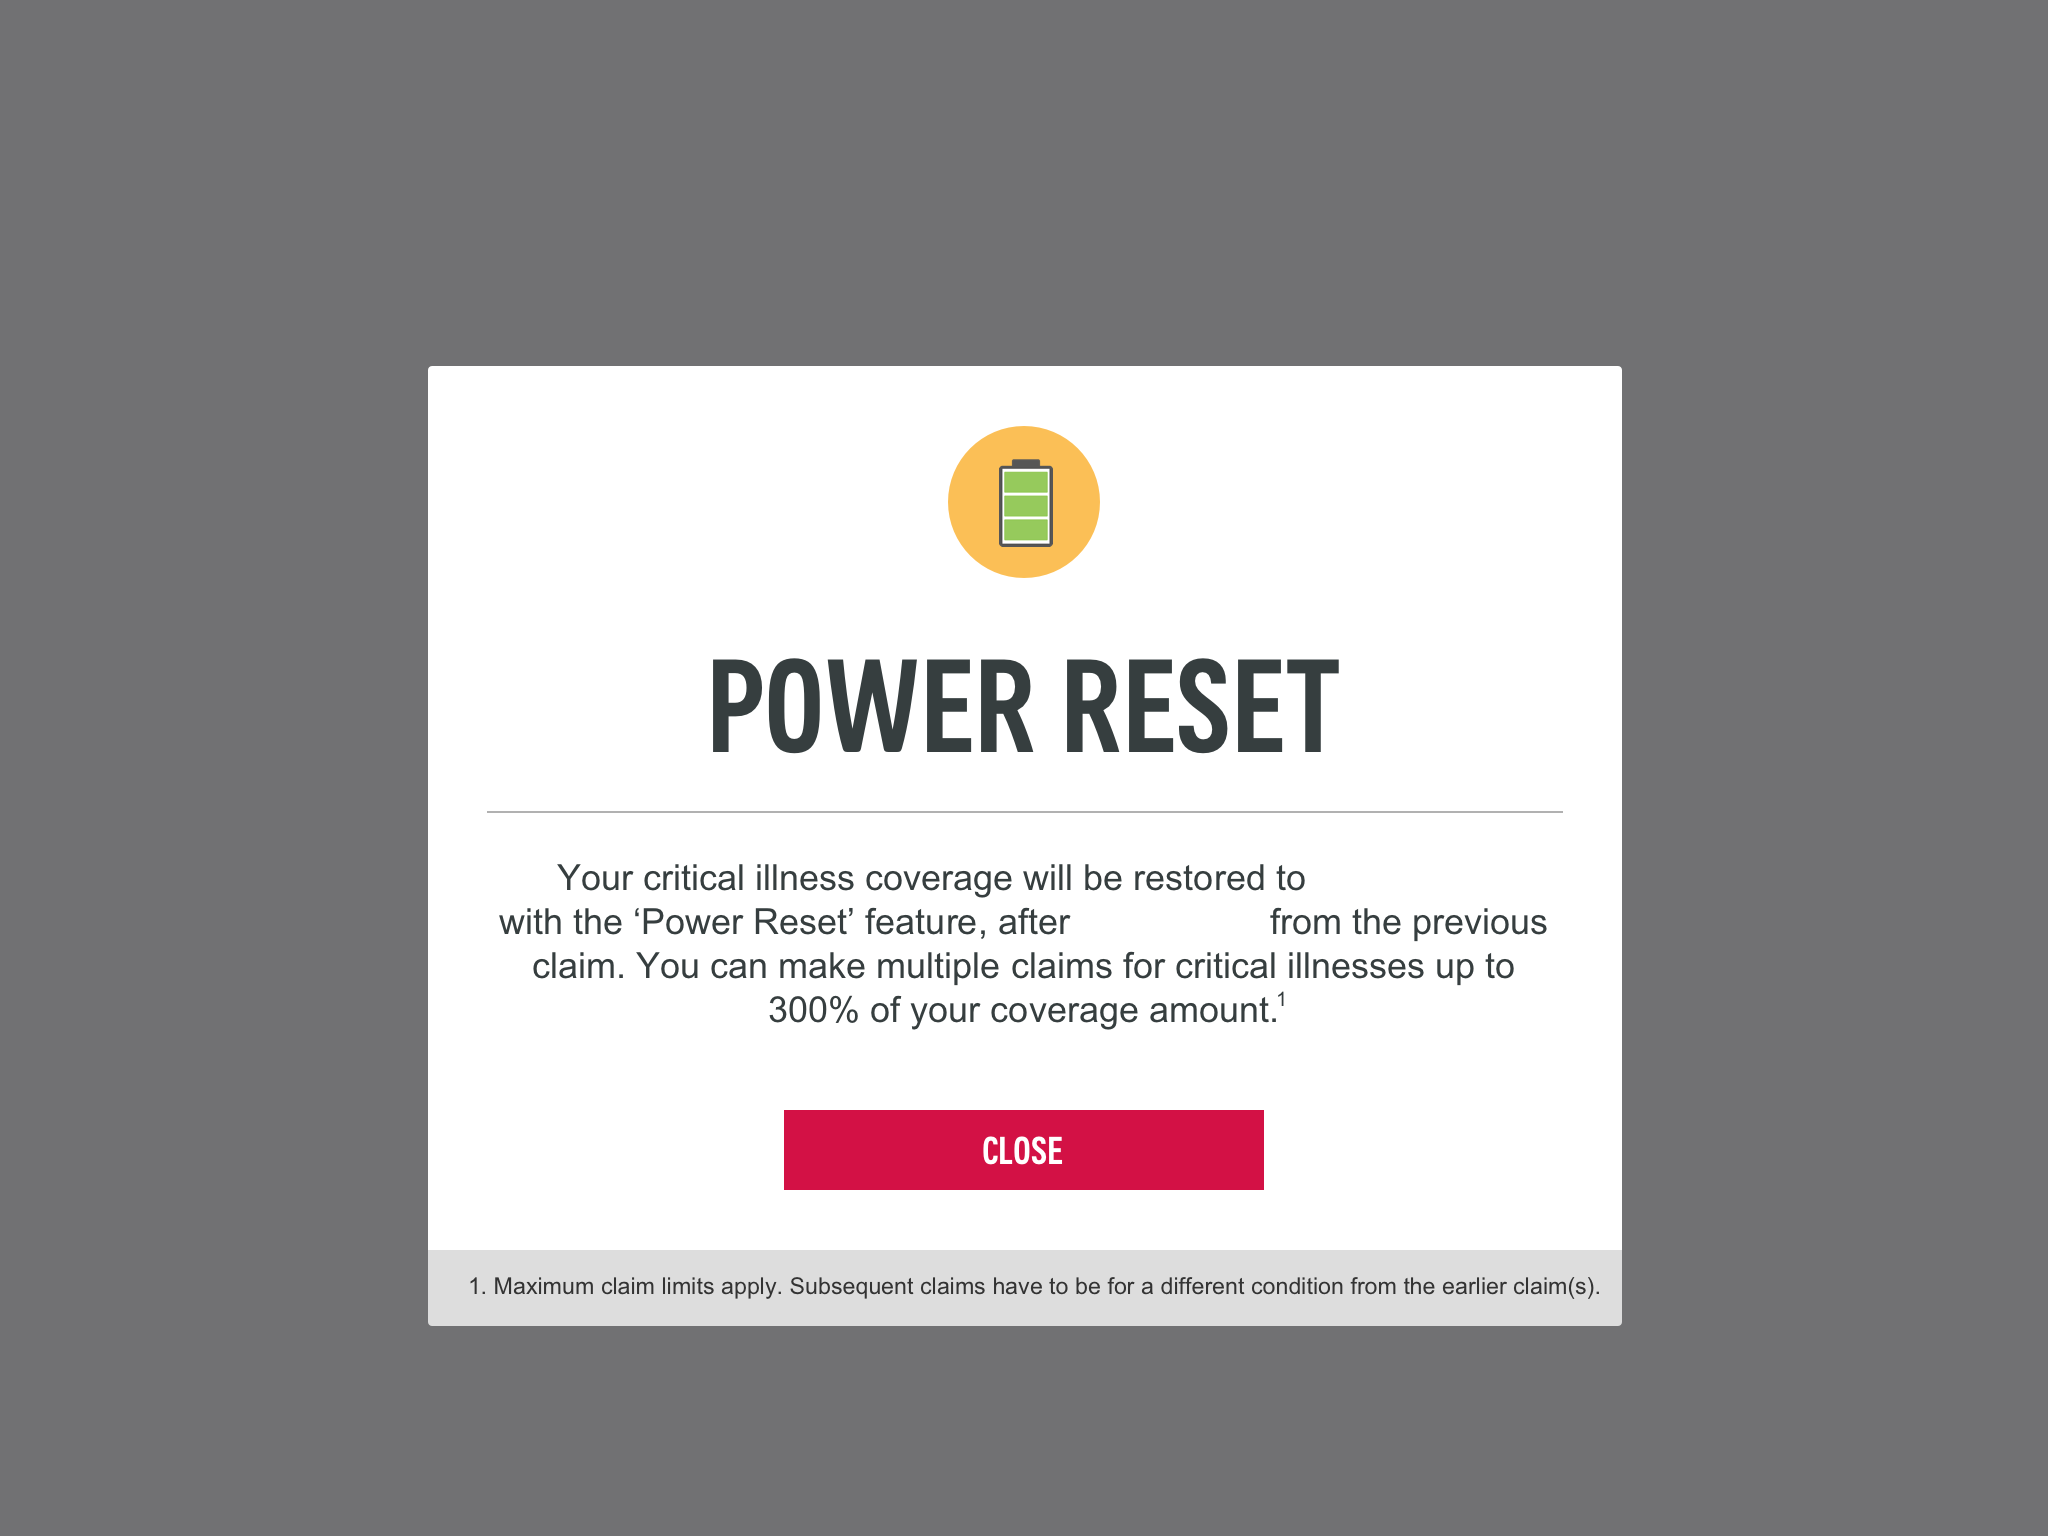 POWER RESET
Your critical illness coverage will be restored to
with the ‘Power Reset’ feature, after from the previous
claim. You can make multiple claims for critical illnesses up to
300% of your coverage amount.1
CLOSE
1. Maximum claim limits apply. Subsequent claims have to be for a different condition from the earlier claim(s).